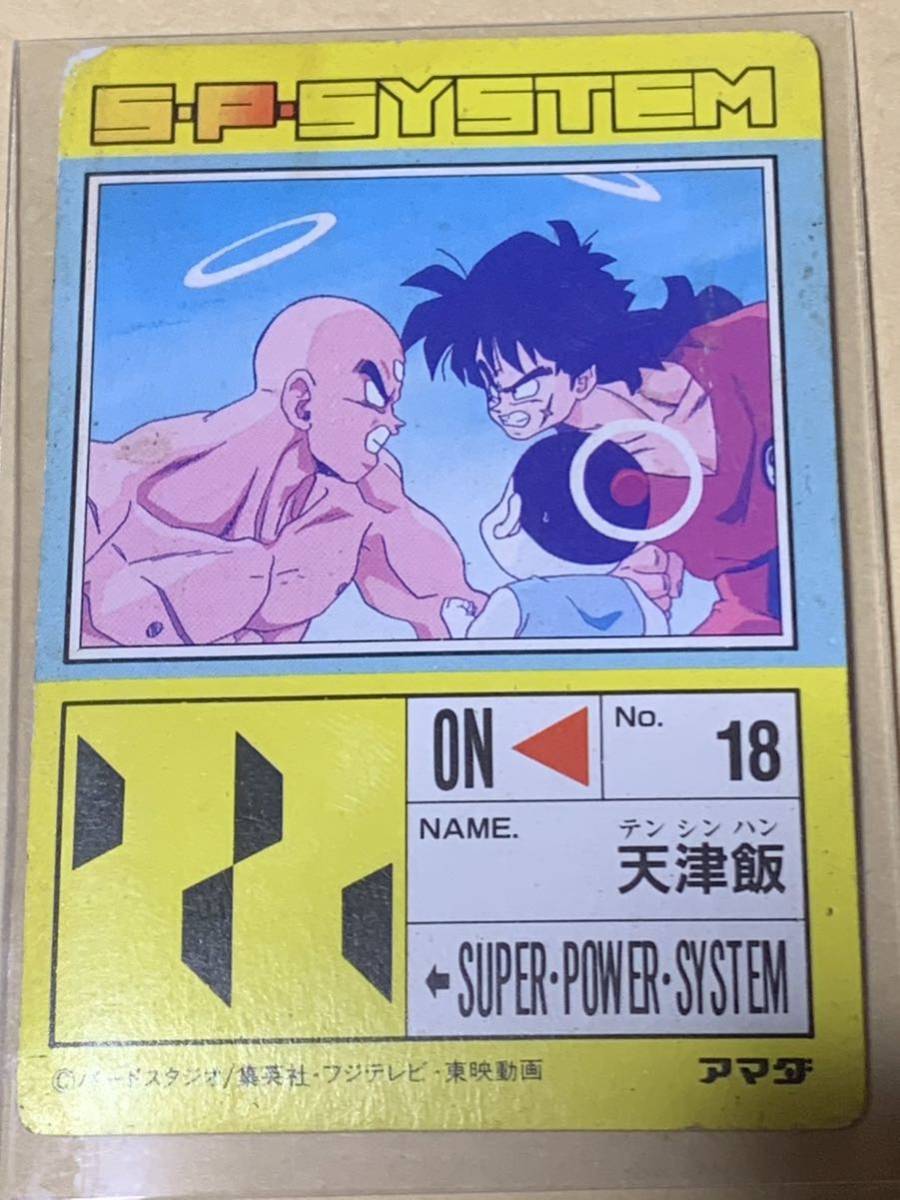 S・P・SYSTEM
ON
No.
18
NAME.
テン シン ハン
天津飯
SUPER・POWER・SYSTEM
©バードスタジオ/集英社・フジテレビ・東映動画
アマダ